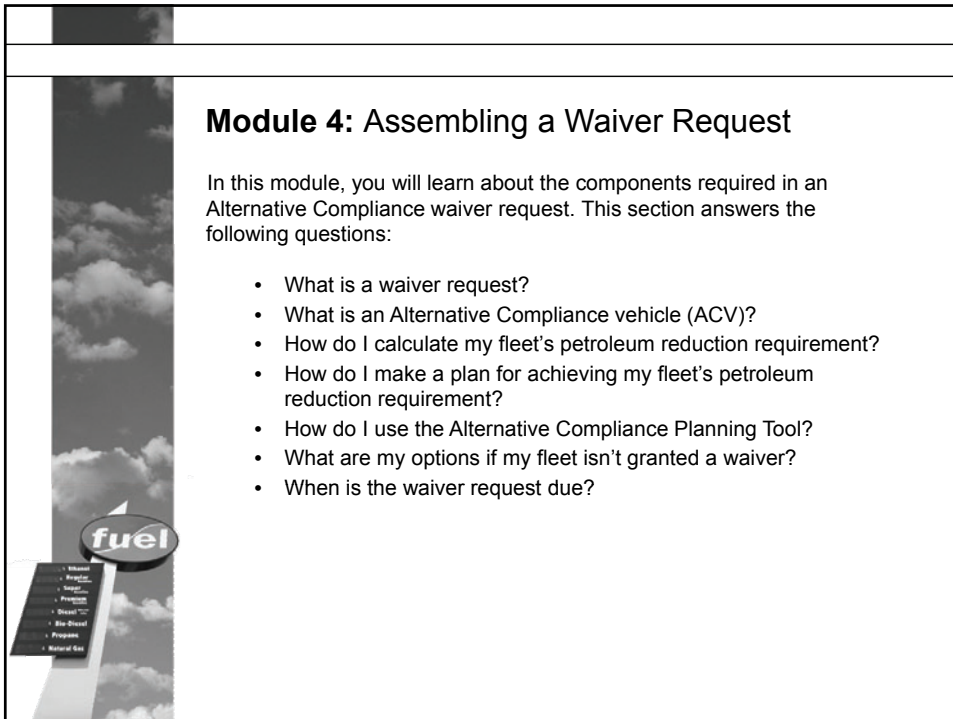 Module 4: Assembling a Waiver Request
In this module, you will learn about the components required in an
Alternative Compliance waiver request. This section answers the
following questions:
• What is a waiver request?
• What is an Alternative Compliance vehicle (ACV)?
• How do I calculate my fleet's petroleum reduction requirement?
• How do I make a plan for achieving my fleet's petroleum
reduction requirement?
• How do I use the Alternative Compliance Planning Tool?
• What are my options if my fleet isn't granted a waiver?
• When is the waiver request due?
fuel
Ethanol
Regular
Super
Premium
Diesel
Bio-Diesel
Propane
Natural Gas